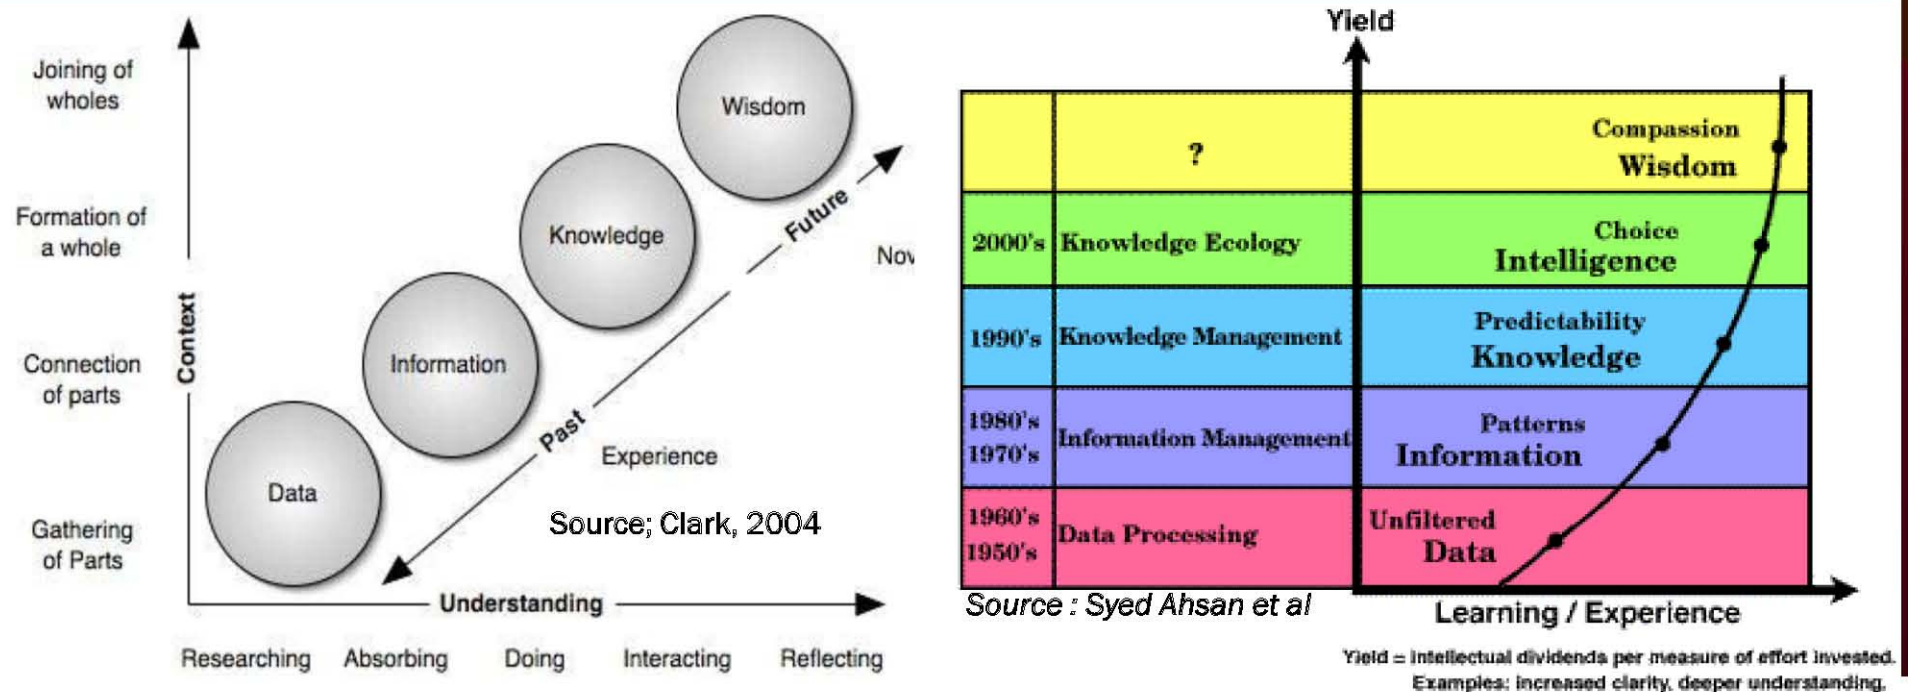 Joining of
wholes
Formation of
a whole
Connection
of parts
Gathering
of Parts
Context
Wisdom
Knowledge
Information
Data
Future
Past
Nov
Experience
Source; Clark, 2004
Understanding
Researching
Absorbing
Doing
Interacting
Reflecting
Yield
?
Compassion
Wisdom
2000's
Knowledge Ecology
Choice
Intelligence
1990's
Knowledge Management
Predictability
Knowledge
1980's
1970's
Information Management
Patterns
Information
1960's
1950's
Data Processing
Unfiltered
Data
Source : Syed Ahsan et al
Learning / Experience
Yield = intellectual dividends per measure of effort invested.
Examples: increased clarity, deeper understanding.